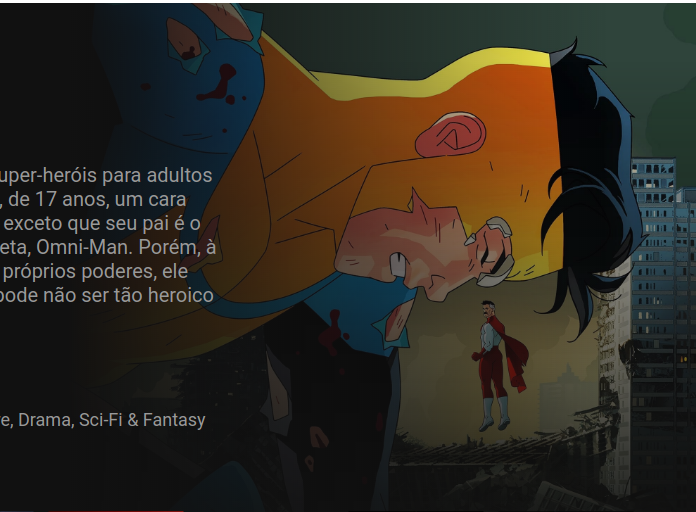 uper-heróis para adultos
, de 17 anos, um cara
exceto que seu pai é o
eta, Omni-Man. Porém, à
próprios poderes, ele
pode não ser tão heroico
e, Drama, Sci-Fi & Fantasy